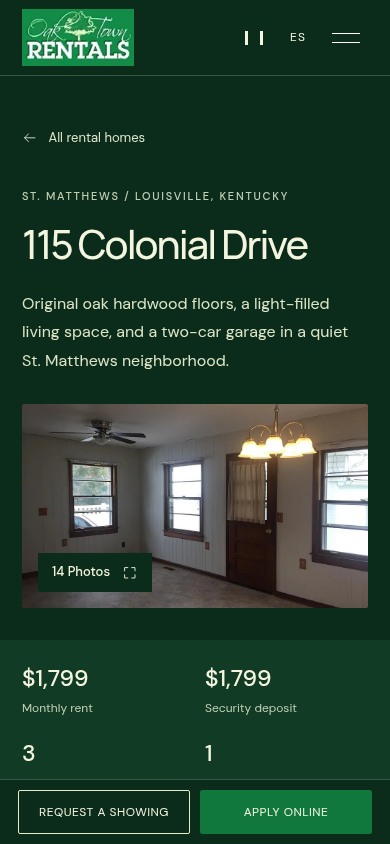 Oak Town
RENTALS
ES
All rental homes
ST. MATTHEWS / LOUISVILLE, KENTUCKY
115 Colonial Drive
Original oak hardwood floors, a light-filled
living space, and a two-car garage in a quiet
St. Matthews neighborhood.
14 Photos
$1,799
$1,799
Monthly rent
Security deposit
3
1
REQUEST A SHOWING
APPLY ONLINE